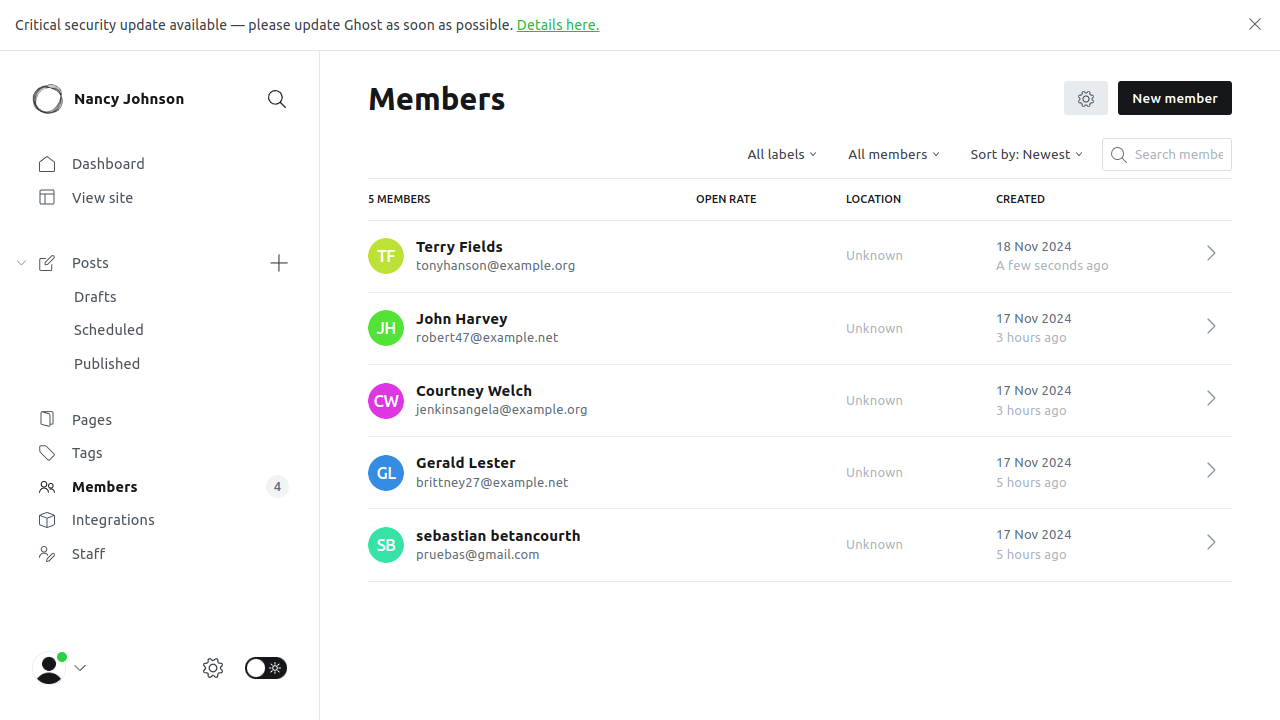 Critical security update available — please update Ghost as soon as possible. Details here.
Nancy Johnson
Dashboard
View site
Posts
Drafts
Scheduled
Published
Pages
Tags
Members 4
Integrations
Staff
Members
New member
All labels All members Sort by: Newest Search membe
5 MEMBERS OPEN RATE LOCATION CREATED
TF Terry Fields Unknown 18 Nov 2024
tonyhanson@example.org A few seconds ago
JH John Harvey Unknown 17 Nov 2024
robert47@example.net 3 hours ago
CW Courtney Welch Unknown 17 Nov 2024
jenkinsangela@example.org 3 hours ago
GL Gerald Lester Unknown 17 Nov 2024
brittney27@example.net 5 hours ago
SB sebastian betancourth Unknown 17 Nov 2024
pruebas@gmail.com 5 hours ago